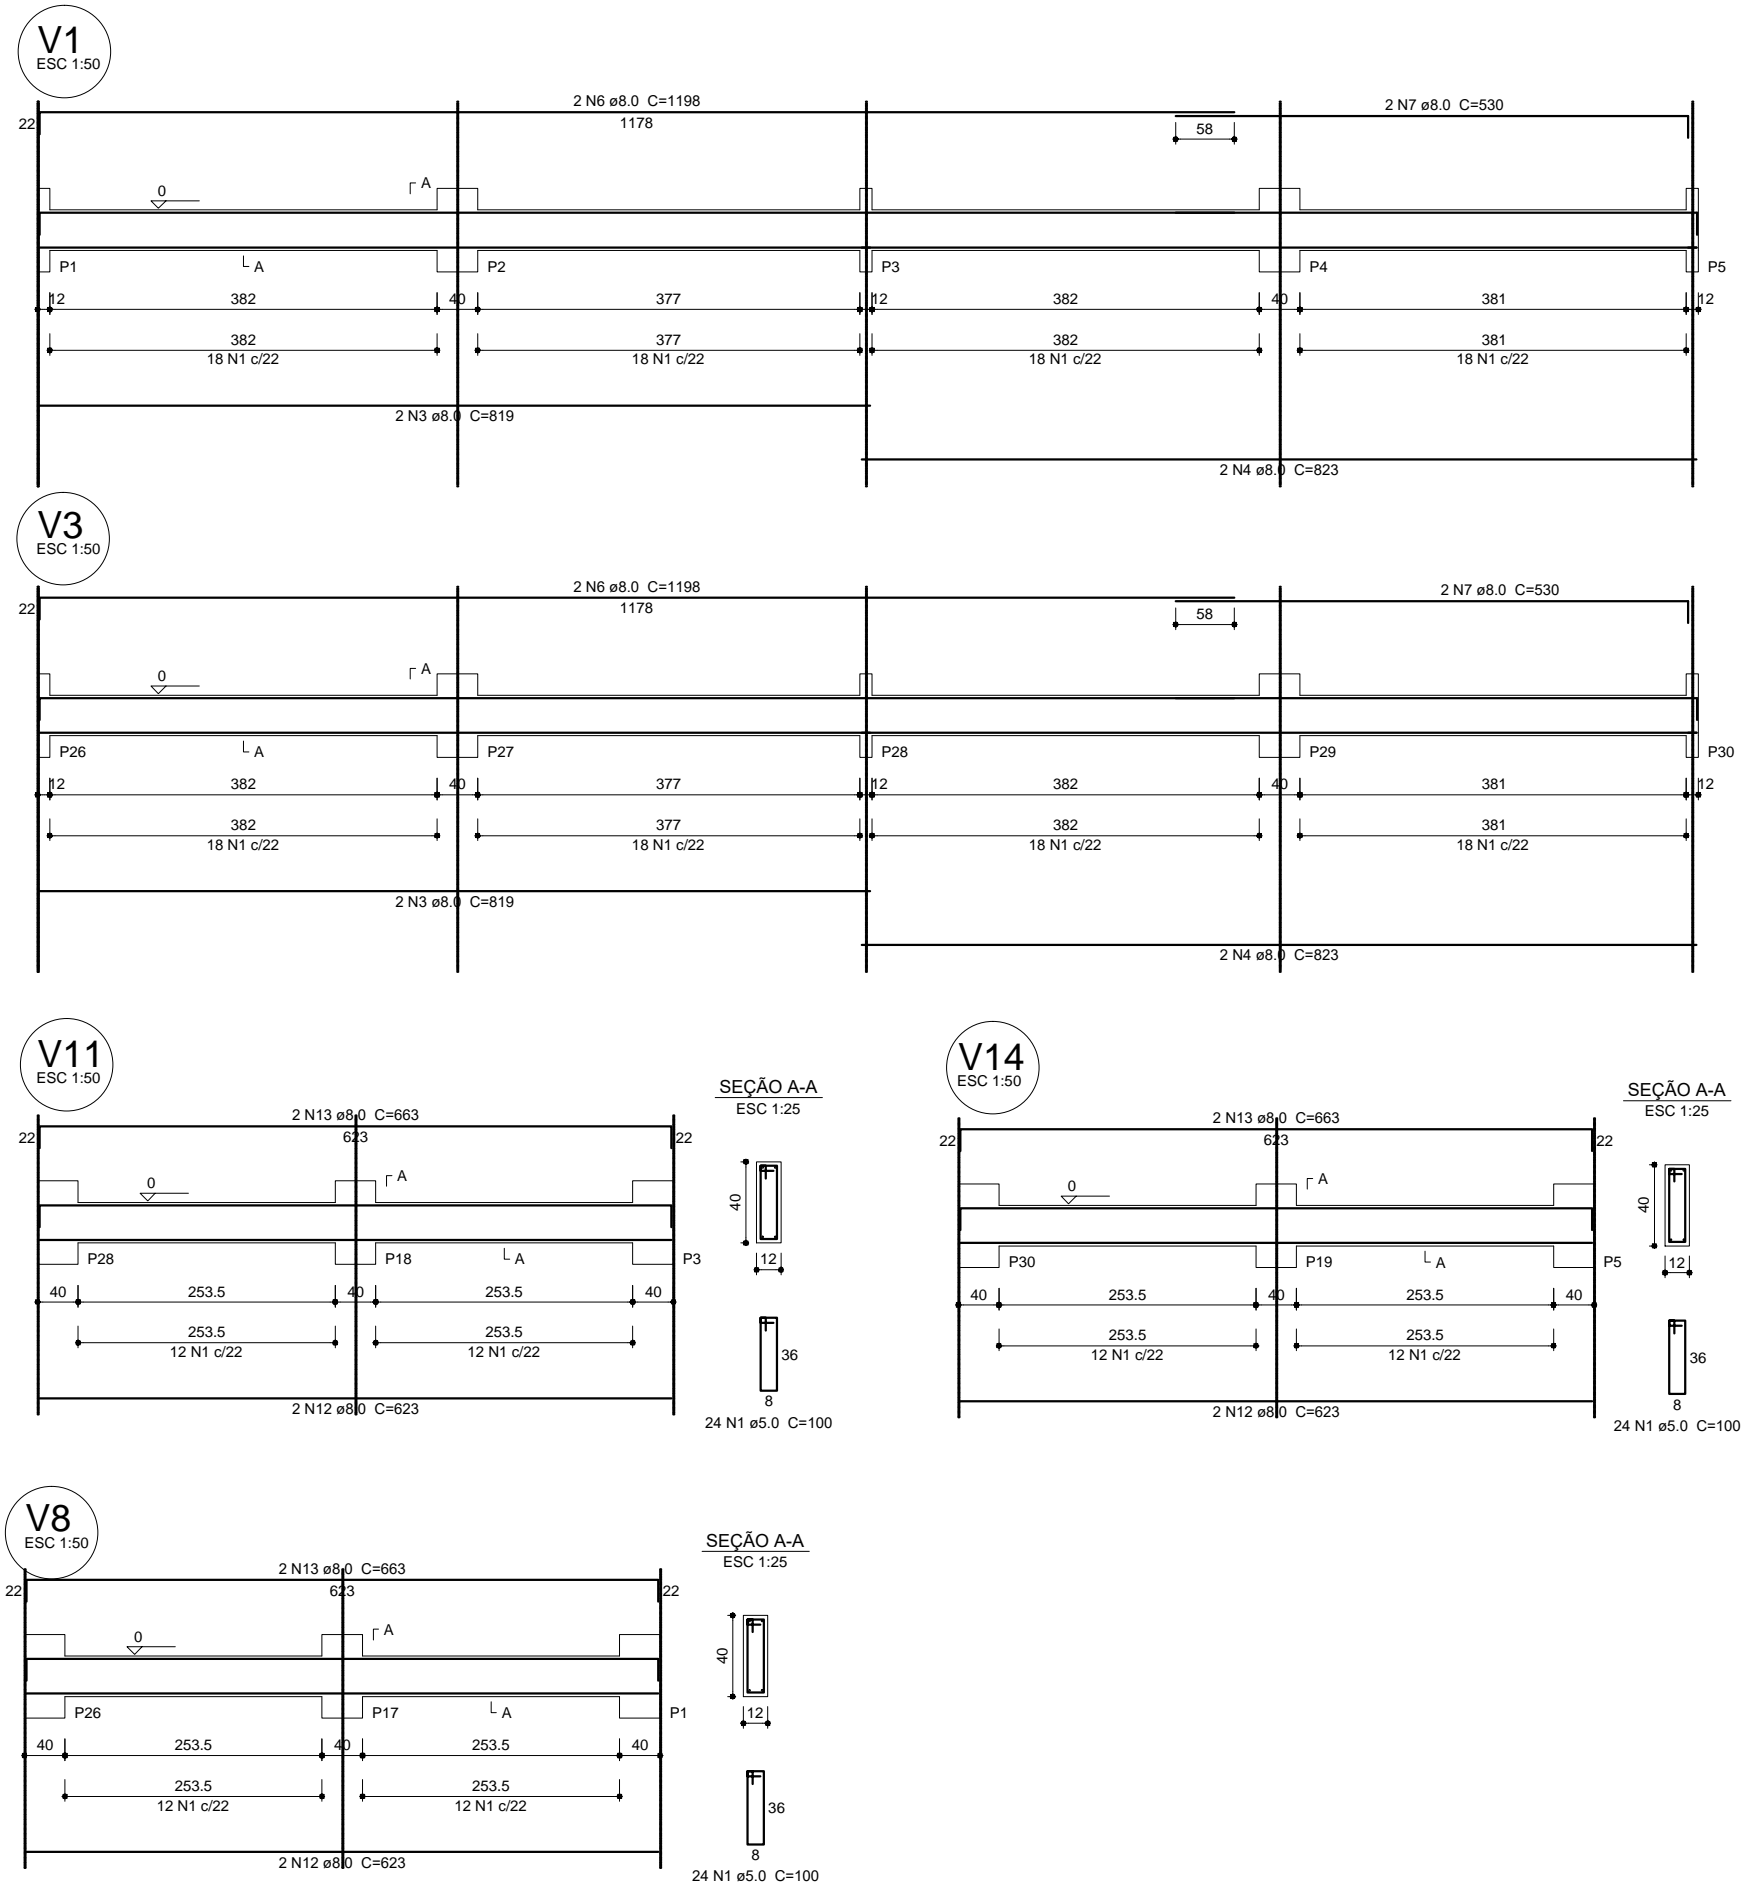 V1
ESC 1:50
2 N6 ø8.0 C=1198
2 N7 ø8.0 C=530
22
1178
58
0
A
P1
A
P2
P3
P4
P5
12
382
40
377
12
382
40
381
12
382
377
382
381
18 N1 c/22
18 N1 c/22
18 N1 c/22
18 N1 c/22
2 N3 ø8.0 C=819
2 N4 ø8.0 C=823
V3
ESC 1:50
2 N6 ø8.0 C=1198
2 N7 ø8.0 C=530
22
1178
58
0
A
P26
A
P27
P28
P29
P30
12
382
40
377
12
382
40
381
12
382
377
382
381
18 N1 c/22
18 N1 c/22
18 N1 c/22
18 N1 c/22
2 N3 ø8.0 C=819
2 N4 ø8.0 C=823
V11
ESC 1:50
2 N13 ø8.0 C=663
22
623
22
0
A
P28
P18
A
P3
40
253.5
40
253.5
40
253.5
253.5
12 N1 c/22
12 N1 c/22
2 N12 ø8.0 C=623
SEÇÃO A-A
ESC 1:25
40
12
36
8
24 N1 ø5.0 C=100
V14
ESC 1:50
2 N13 ø8.0 C=663
22
623
22
0
A
P30
P19
A
P5
40
253.5
40
253.5
40
253.5
253.5
12 N1 c/22
12 N1 c/22
2 N12 ø8.0 C=623
SEÇÃO A-A
ESC 1:25
40
12
36
8
24 N1 ø5.0 C=100
V8
ESC 1:50
2 N13 ø8.0 C=663
22
623
22
0
A
P26
P17
A
P1
40
253.5
40
253.5
40
253.5
253.5
12 N1 c/22
12 N1 c/22
2 N12 ø8.0 C=623
SEÇÃO A-A
ESC 1:25
40
12
36
8
24 N1 ø5.0 C=100